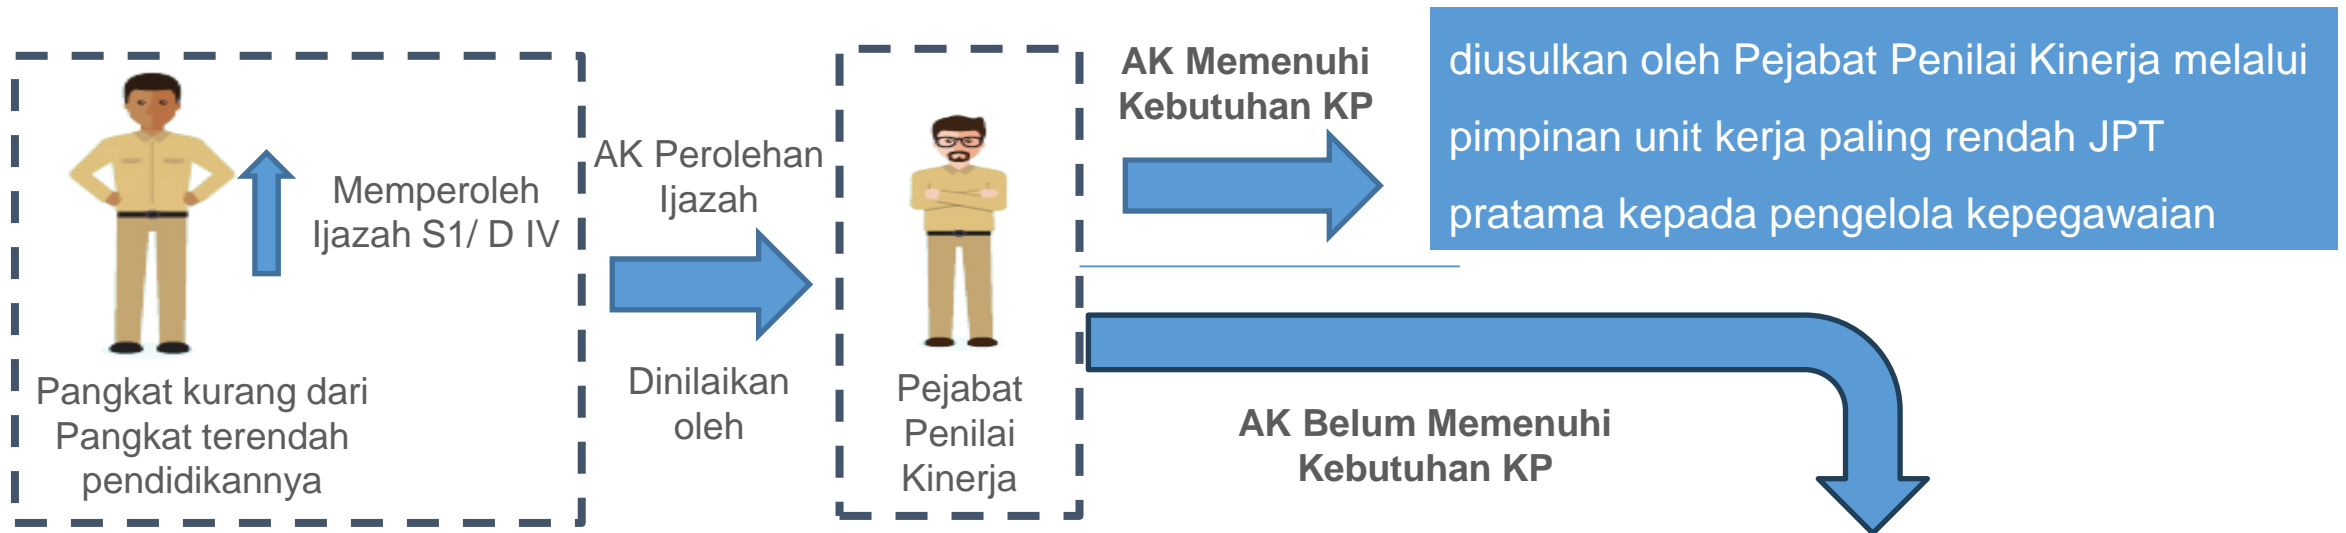 Memperoleh
Ijazah S1/ D IV
Pangkat kurang dari
Pangkat terendah
pendidikannya
AK Perolehan
Ijazah
Dinilaikan
oleh
Pejabat
Penilai
Kinerja
AK Memenuhi
Kebutuhan KP
diusulkan oleh Pejabat Penilai Kinerja melalui
pimpinan unit kerja paling rendah JPT
pratama kepada pengelola kepegawaian
AK Belum Memenuhi
Kebutuhan KP